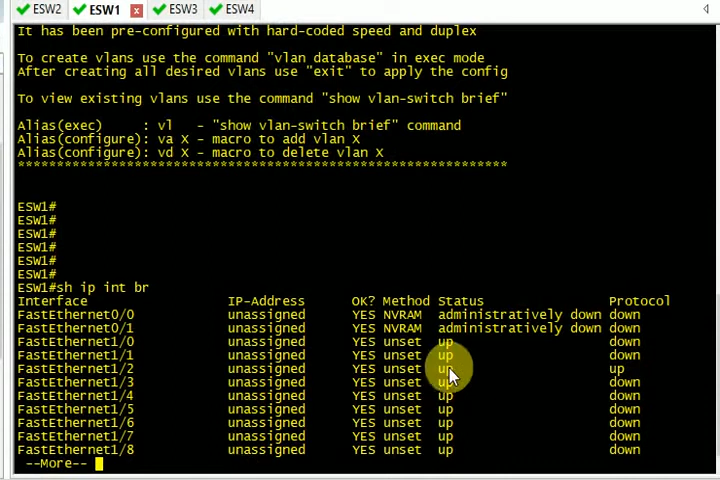 ESW2 ESW1 ESW3 ESW4
It has been pre-configured with hard-coded speed and duplex
To create vlans use the command "vlan database" in exec mode
After creating all desired vlans use "exit" to apply the config
To view existing vlans use the command "show vlan-switch brief"
Alias(exec) : vl - "show vlan-switch brief" command
Alias(configure): va X - macro to add vlan X
Alias(configure): vd X - macro to delete vlan X
***************************************************************
ESW1#
ESW1#
ESW1#
ESW1#
ESW1#
ESW1#
ESW1#sh ip int br
Interface IP-Address OK? Method Status Protocol
FastEthernet0/0 unassigned YES NVRAM administratively down down
FastEthernet0/1 unassigned YES NVRAM administratively down down
FastEthernet1/0 unassigned YES unset up down
FastEthernet1/1 unassigned YES unset up down
FastEthernet1/2 unassigned YES unset up up
FastEthernet1/3 unassigned YES unset up down
FastEthernet1/4 unassigned YES unset up down
FastEthernet1/5 unassigned YES unset up down
FastEthernet1/6 unassigned YES unset up down
FastEthernet1/7 unassigned YES unset up down
FastEthernet1/8 unassigned YES unset up down
--More--